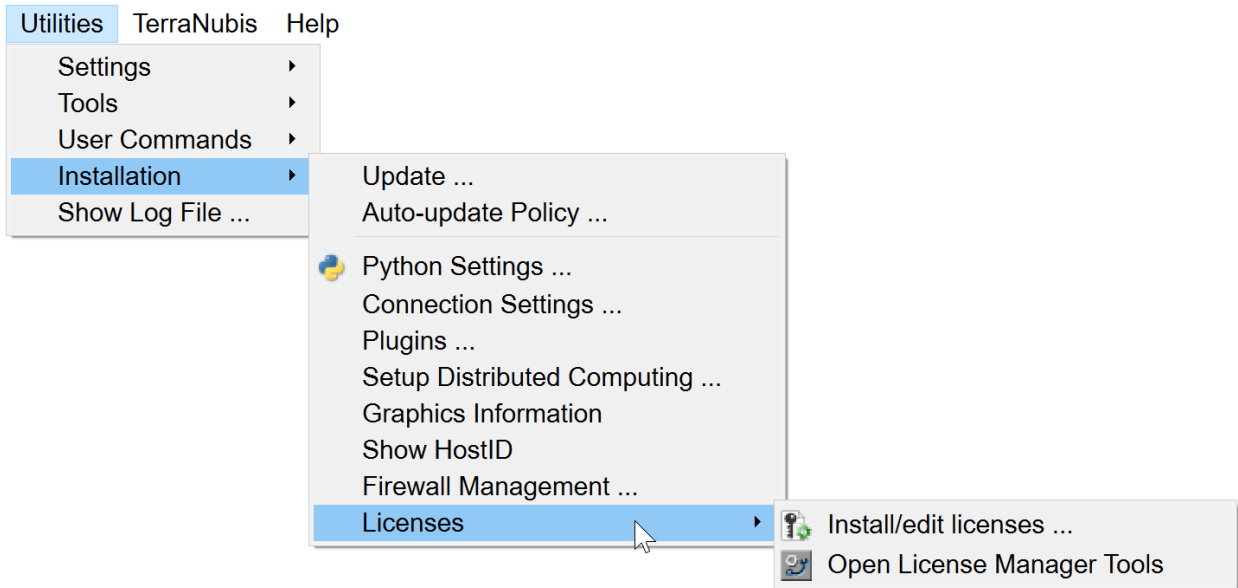 Utilities TerraNubis Help
Settings
Tools
User Commands
Installation
Show Log File ...
Update ...
Auto-update Policy ...
Python Settings ...
Connection Settings ...
Plugins ...
Setup Distributed Computing ...
Graphics Information
Show HostID
Firewall Management ...
Licenses
Install/edit licenses ...
Open License Manager Tools